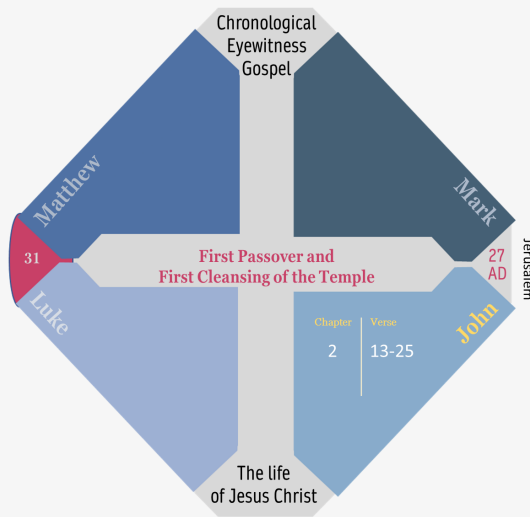 Chronological
Eyewitness
Gospel
Matthew
Mark
31
First Passover and
First Cleansing of the Temple
27
AD
Jerusalem
Luke
John
Chapter Verse
2 13-25
The life
of Jesus Christ